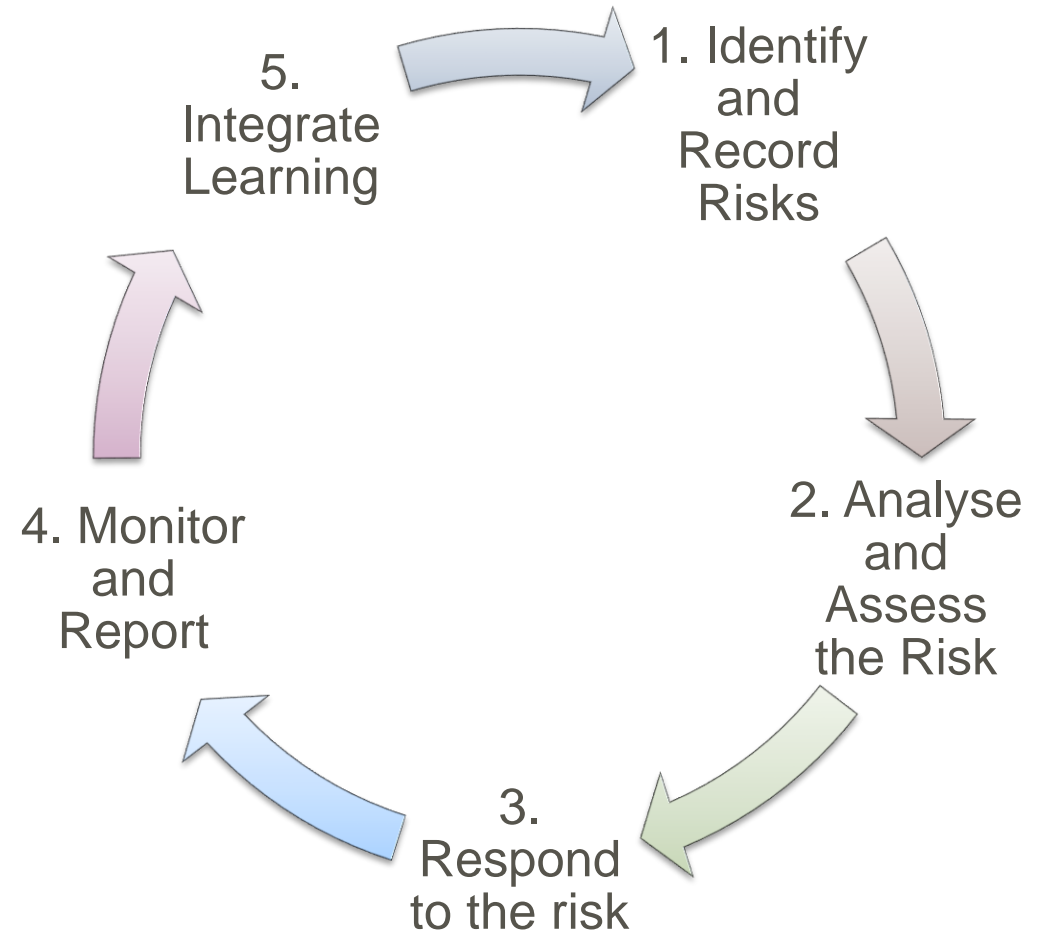 1. Identify
and
Record
Risks
2. Analyse
and
Assess
the Risk
3.
Respond
to the risk
4. Monitor
and
Report
5.
Integrate
Learning